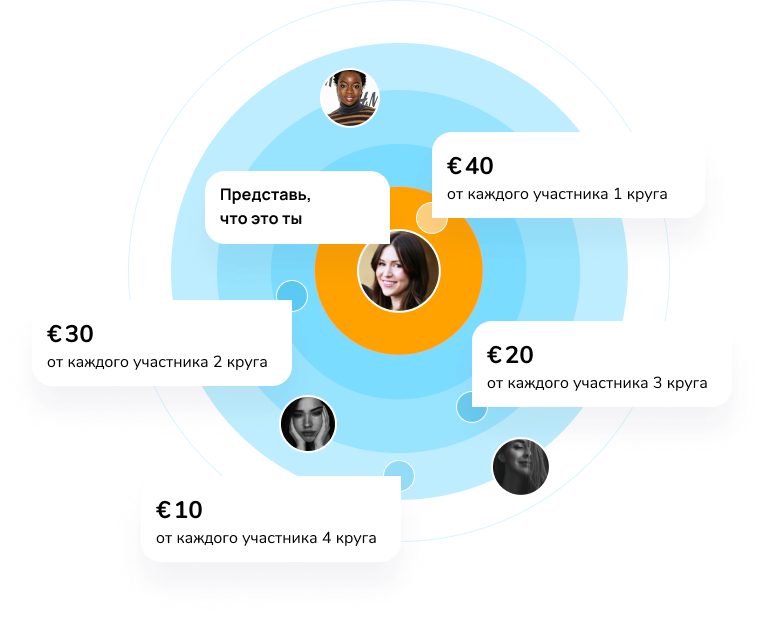 €40
от каждого участника 1 круга
Представь,
что это ты
€30
от каждого участника 2 круга
€20
от каждого участника 3 круга
€10
от каждого участника 4 круга